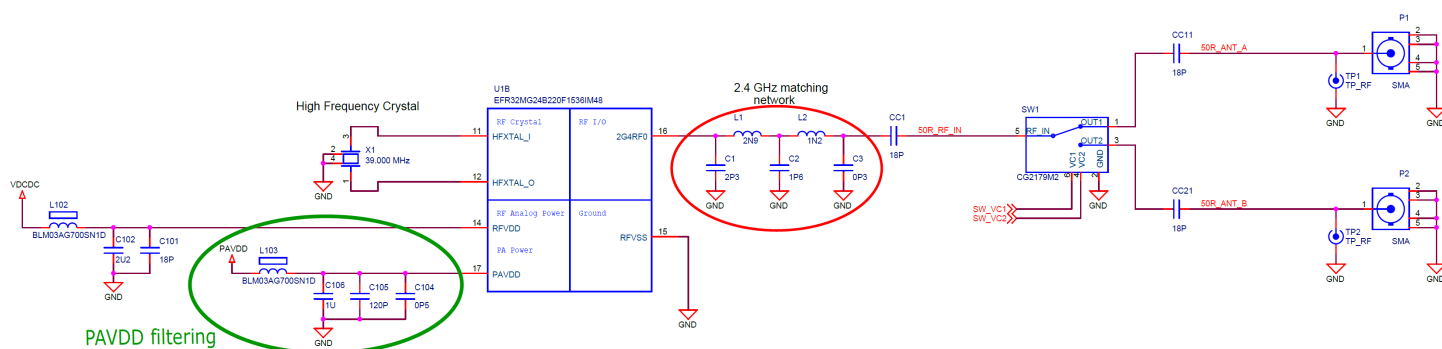 P1
CC11
50R_ANT_A
18P
1
2
3
4
5
TP1
TP_RF
SMA
GND
GND
U1B
EFR32MG24B220F1536IM48
High Frequency Crystal
RF Crystal
RF I/O
11
HFXTAL_I
3
2
4
1
X1
39.000 MHz
GND
12
HFXTAL_O
2G4RF0
16
2.4 GHz matching
network
L1
2N9
L2
1N2
C1
2P3
C2
1P6
C3
0P3
GND
GND
GND
CC1
18P
50R_RF_IN
SW1
5
RF_IN
OUT1
1
OUT2
3
VC1
VC2
GND
6
4
2
CG2179M2
SW_VC1
SW_VC2
GND
P2
CC21
50R_ANT_B
18P
1
2
3
4
5
TP2
TP_RF
SMA
GND
GND
VDCDC
L102
BLM03AG700SN1D
C102
2U2
C101
18P
GND
RF Analog Power
Ground
14
RFVDD
RFVSS
15
GND
PA Power
17
PAVDD
PAVDD
L103
BLM03AG700SN1D
C106
1U
C105
120P
C104
0P5
GND
PAVDD filtering